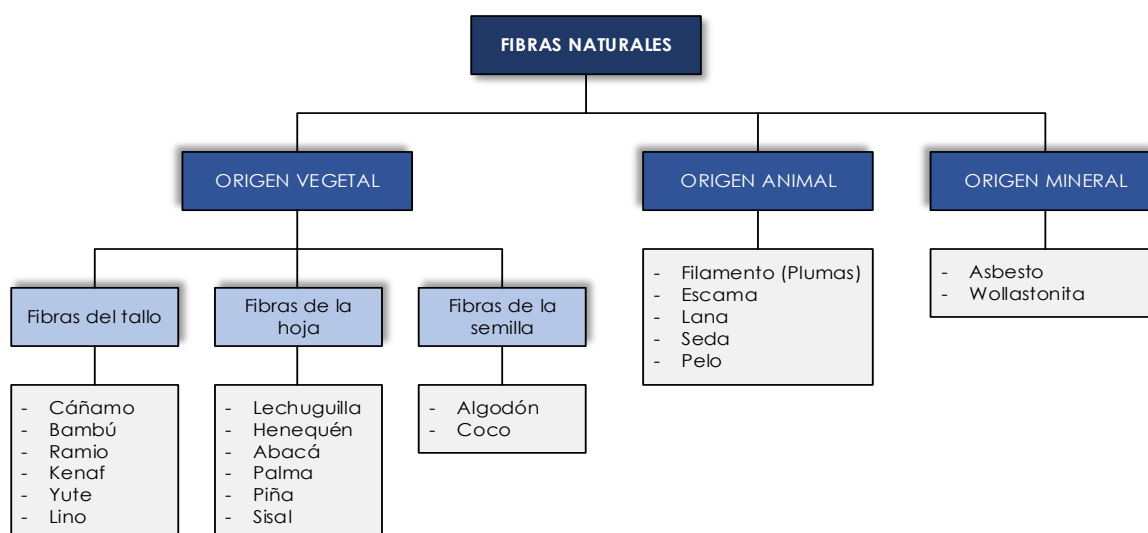 FIBRAS NATURALES
ORIGEN VEGETAL
ORIGEN ANIMAL
ORIGEN MINERAL
Fibras del tallo
Fibras de la
hoja
Fibras de la
semilla
- Cáñamo
- Bambú
- Ramio
- Kenaf
- Yute
- Lino
- Lechuguilla
- Henequén
- Abacá
- Palma
- Piña
- Sisal
- Algodón
- Coco
- Filamento (Plumas)
- Escama
- Lana
- Seda
- Pelo
- Asbesto
- Wollastonita